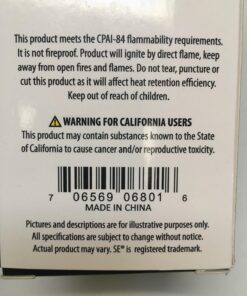 This product meets the CPAI-84 flammability requirements.
It is not fireproof. Product will ignite by direct flame, keep
away from open fires and flames. Do not tear, puncture or
cut this product as it will affect heat retention efficiency.
Keep out of reach of children.
⚠ WARNING FOR CALIFORNIA USERS
This product may contain substances known to the State
of California to cause cancer and/or reproductive toxicity.
7 06569 06801 6
MADE IN CHINA
Pictures and descriptions are for illustrative purposes only.
All specifications are subject to change without notice.
Actual product may vary. SE® is registered trademark.